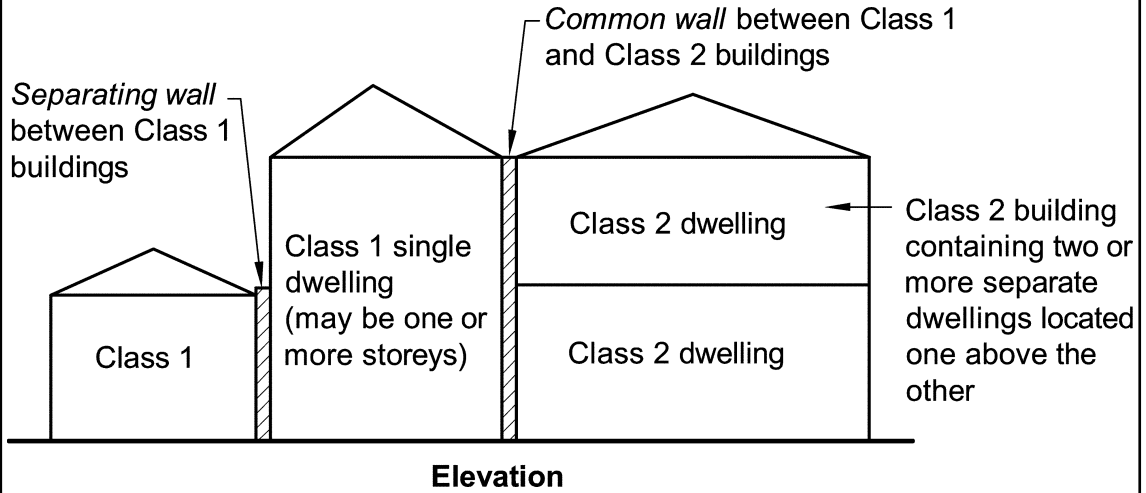 Common wall between Class 1
and Class 2 buildings
Separating wall
between Class 1
buildings
Class 1 single
dwelling
(may be one or
more storeys)
Class 1
Class 2 dwelling
Class 2 dwelling
Class 2 building
containing two or
more separate
dwellings located
one above the
other
Elevation